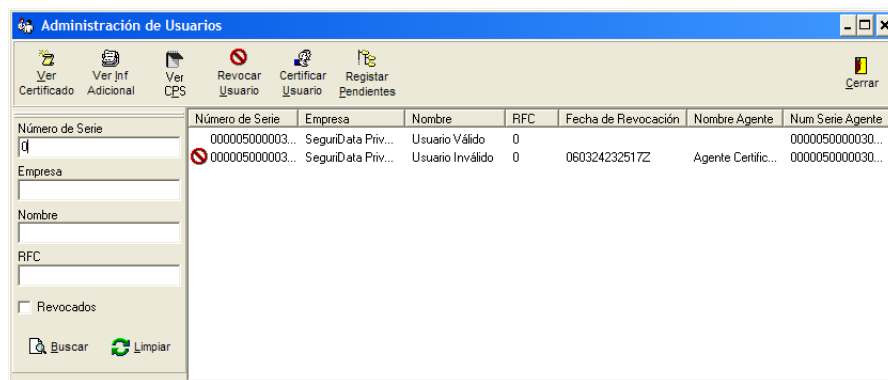 Administración de Usuarios
Ver Certificado
Ver Inf Adicional
Ver CPS
Revocar Usuario
Certificar Usuario
Registar Pendientes
Cerrar
Número de Serie
0
Empresa
Nombre
RFC
Revocados
Buscar Limpiar
Número de Serie Empresa Nombre RFC Fecha de Revocación Nombre Agente Num Serie Agente
000005000003... SeguriData Priv... Usuario Válido 0 0000050000030...
000005000003... SeguriData Priv... Usuario Inválido 0 060324232517Z Agente Certific... 0000050000030...